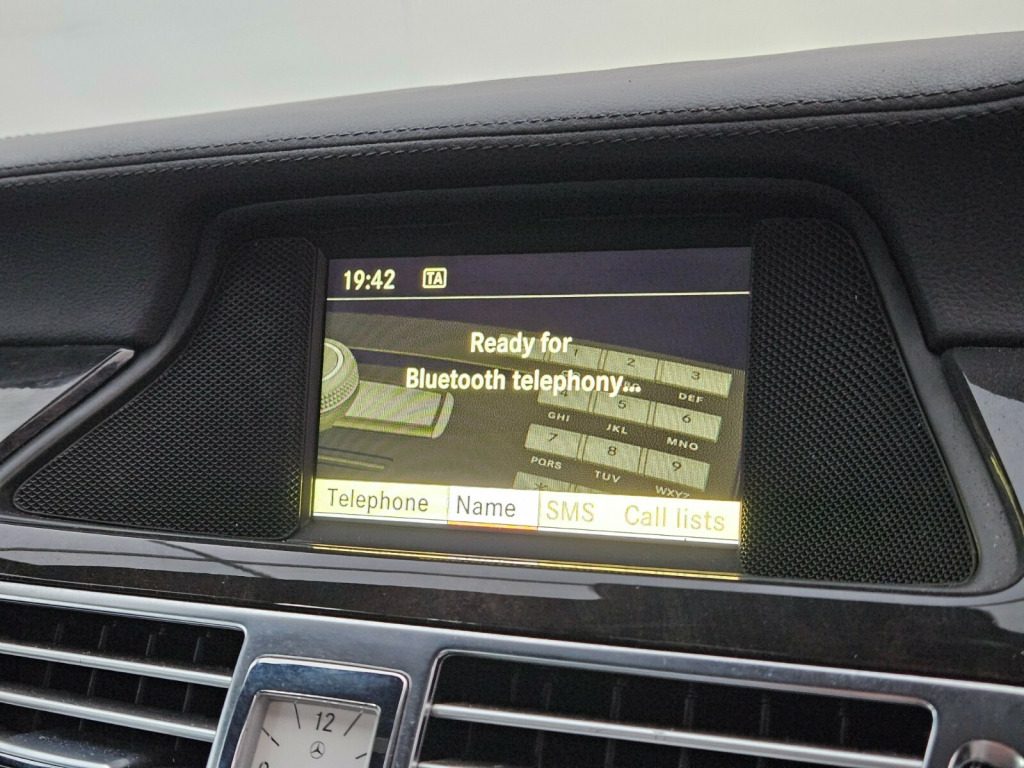 19:42 TA
Ready for
Bluetooth telephony...
2 3
DEF
4 5 6
GHI JKL MNO
7 8 9
PQRS TUV WXYZ
Telephone Name SMS Call lists
12